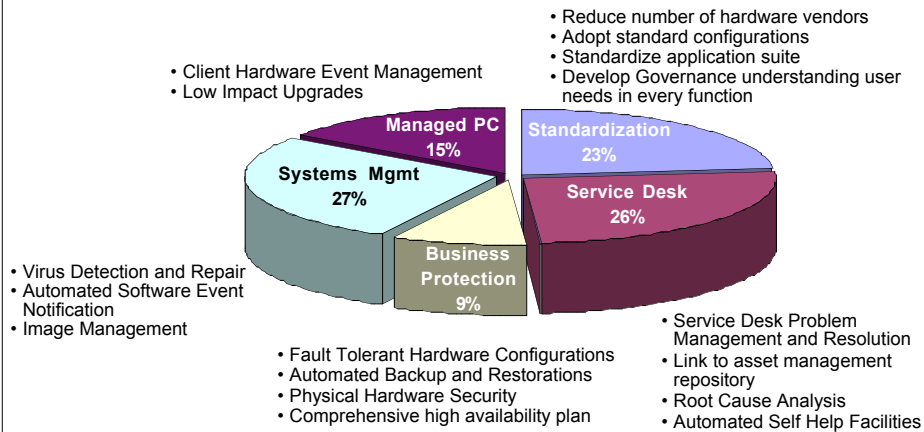 • Reduce number of hardware vendors
• Adopt standard configurations
• Standardize application suite
• Develop Governance understanding user
needs in every function
• Client Hardware Event Management
• Low Impact Upgrades
Managed PC
15%
Standardization
23%
Systems Mgmt
27%
Service Desk
26%
Business
Protection
9%
• Virus Detection and Repair
• Automated Software Event
Notification
• Image Management
• Fault Tolerant Hardware Configurations
• Automated Backup and Restorations
• Physical Hardware Security
• Comprehensive high availability plan
• Service Desk Problem
Management and Resolution
• Link to asset management
repository
• Root Cause Analysis
• Automated Self Help Facilities